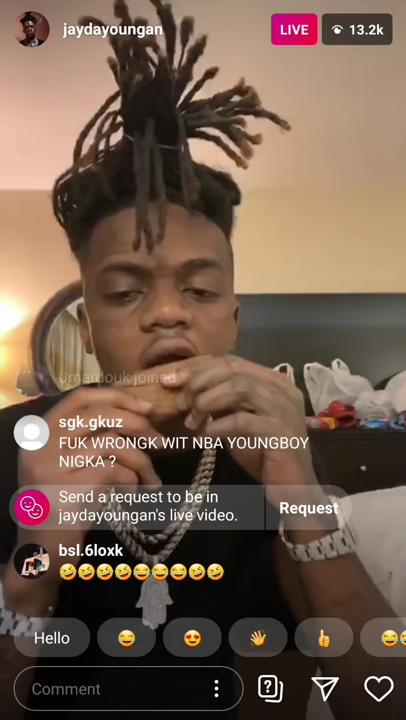 jaydayoungan
LIVE
13.2k
0mardouk joined
sgk.gkuz
FUK WRONGK WIT NBA YOUNGBOY
NIGKA ?
Send a request to be in
jaydayoungan's live video.
Request
bsl.6loxk
🤣🤣🤣🤣😂😂😂😂🤣🤣
Hello
Comment